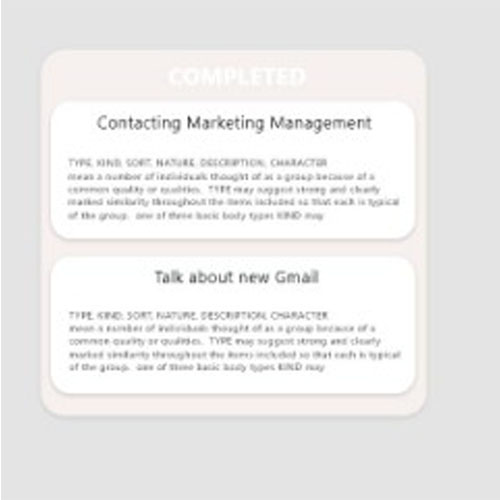 COMPLETED
Contacting Marketing Management
TYPE, KIND, SORT, NATURE, DESCRIPTION, CHARACTER
mean a number of individuals thought of as a group because of a
common quality or qualities. TYPE may suggest strong and clearly
marked similarity throughout the items included so that each is typical
of the group. one of three basic body types KIND may
Talk about new Gmail
TYPE, KIND, SORT, NATURE, DESCRIPTION, CHARACTER
mean a number of individuals thought of as a group because of a
common quality or qualities. TYPE may suggest strong and clearly
marked similarity throughout the items included so that each is typical
of the group. one of three basic body types KIND may